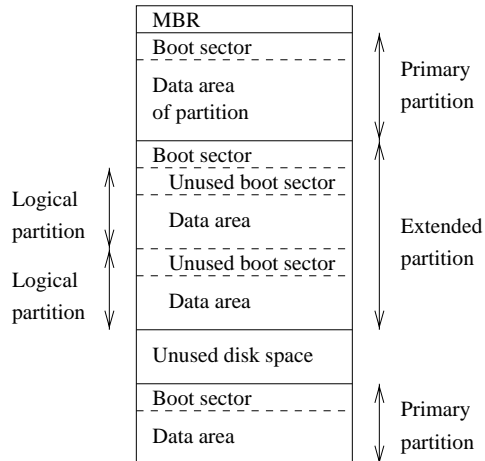 MBR
Boot sector
Data area
of partition
Primary
partition
Boot sector
Unused boot sector
Data area
Logical
partition
Extended
partition
Unused boot sector
Data area
Logical
partition
Unused disk space
Boot sector
Data area
Primary
partition